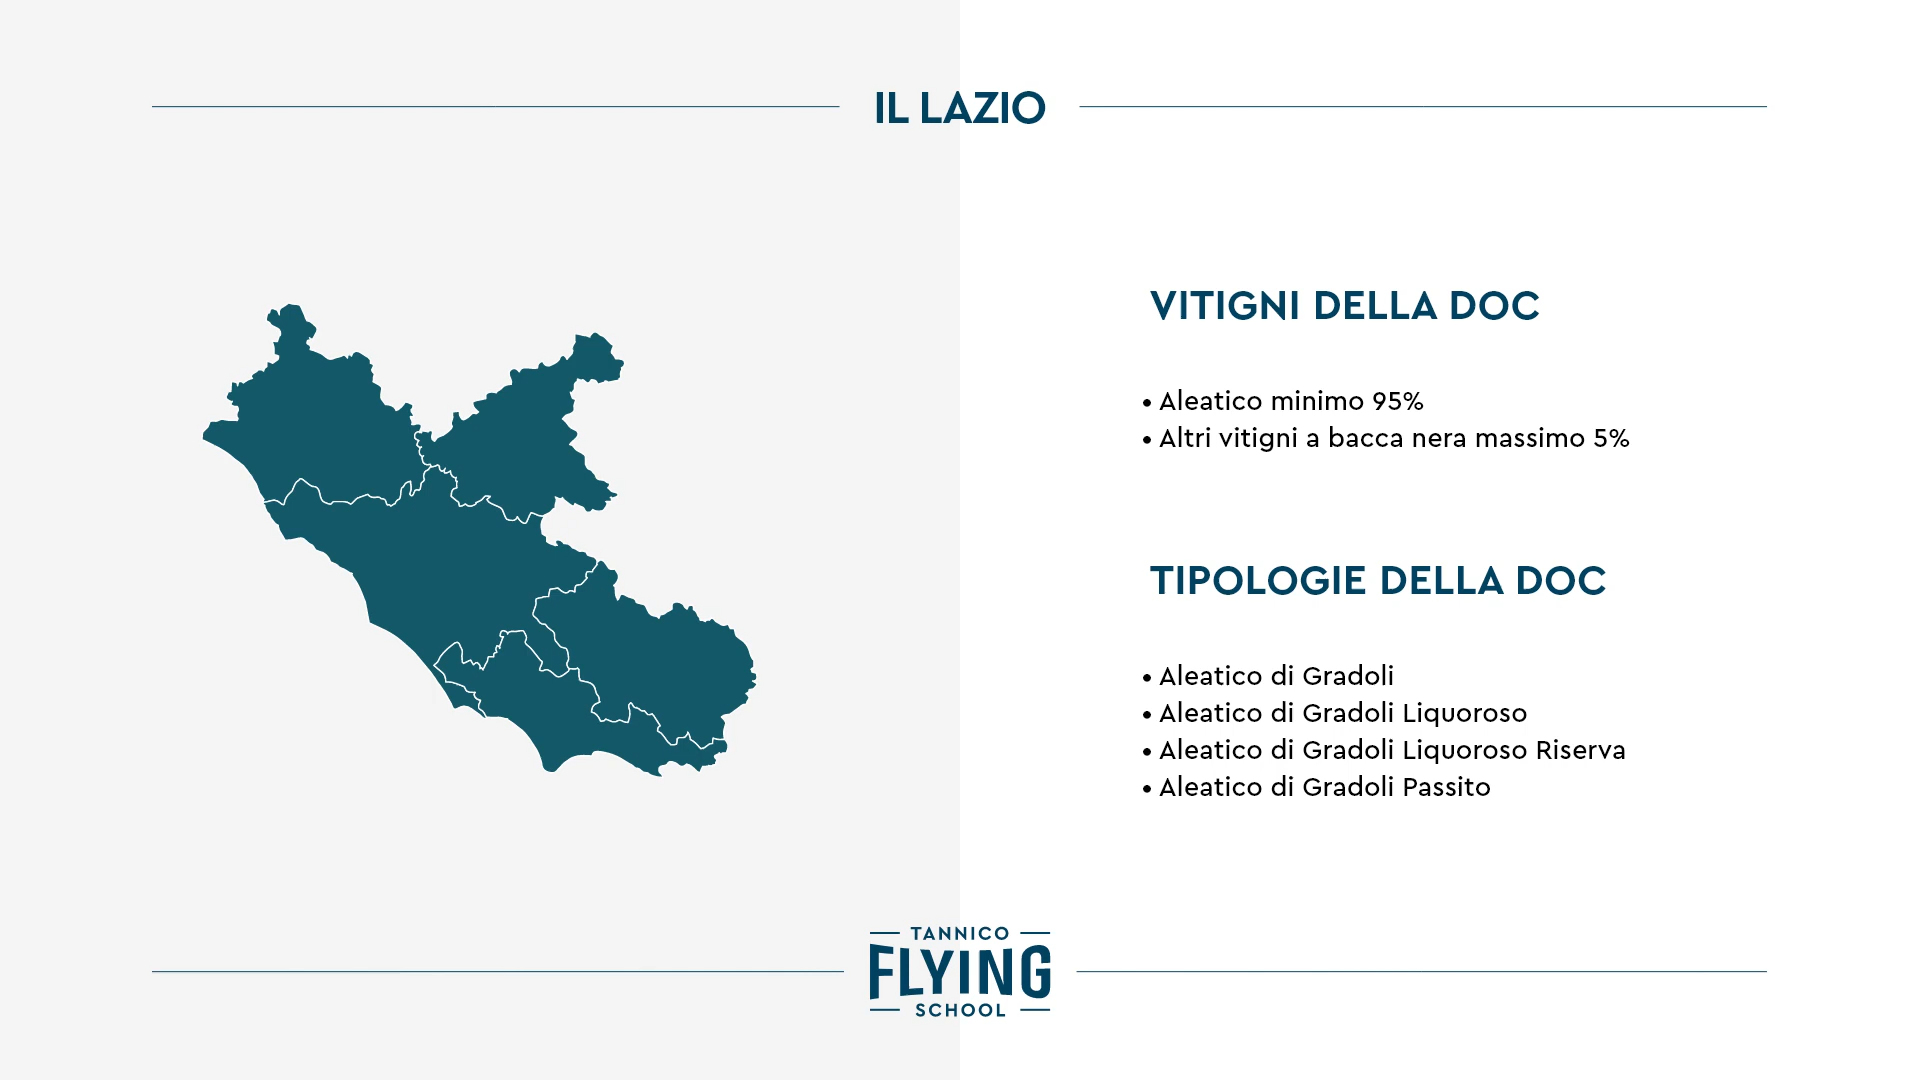 IL LAZIO
VITIGNI DELLA DOC
• Aleatico minimo 95%
• Altri vitigni a bacca nera massimo 5%
TIPOLOGIE DELLA DOC
• Aleatico di Gradoli
• Aleatico di Gradoli Liquoroso
• Aleatico di Gradoli Liquoroso Riserva
• Aleatico di Gradoli Passito
TANNICO
FLYING
SCHOOL